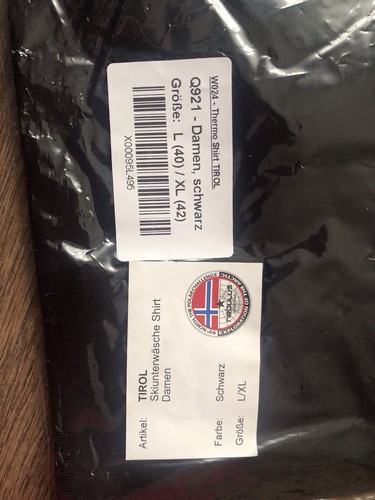 W024 - Thermo Shirt TIROL
Q921 - Damen, schwarz
Größe: L (40) / XL (42)
X00095L495
Artikel: TIROL
Skiunterwäsche Shirt
Damen
Farbe: Schwarz
Größe: L/XL